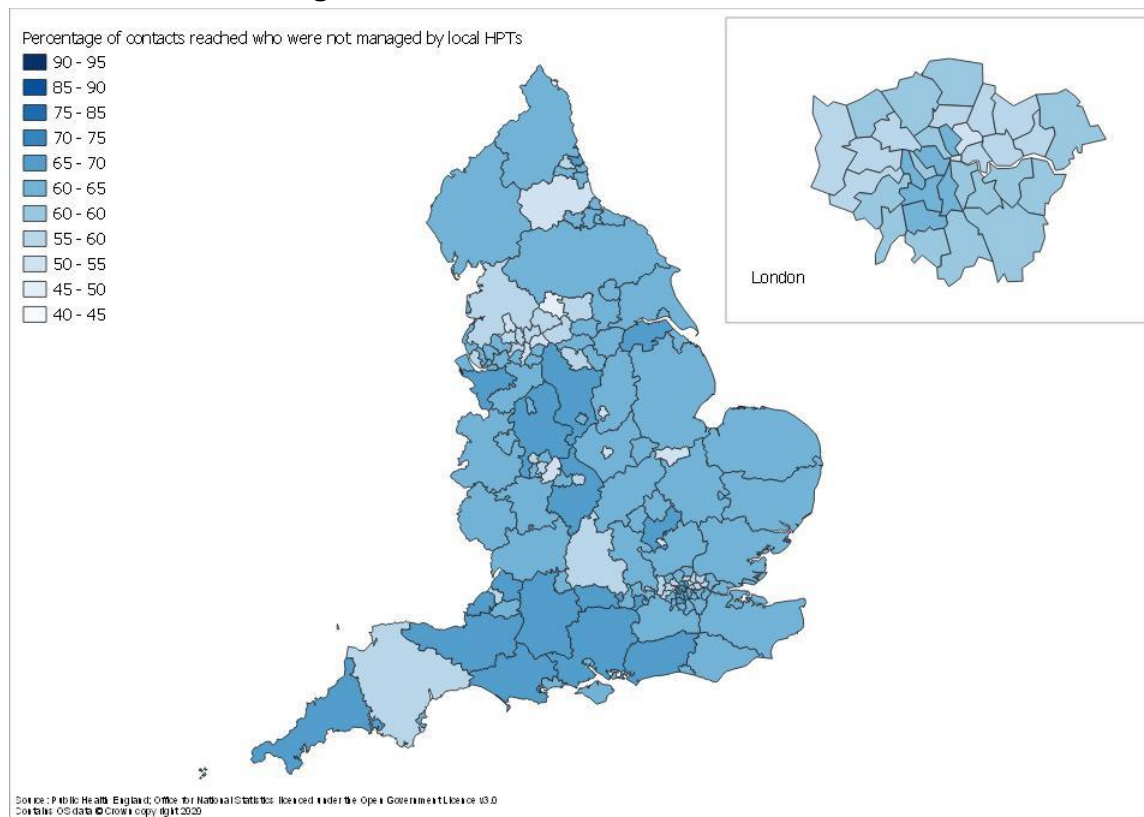 Percentage of contacts reached who were not managed by local HPTs
90 - 95
85 - 90
75 - 85
70 - 75
65 - 70
60 - 65
60 - 60
55 - 60
50 - 55
45 - 50
40 - 45
London
Source: Public Health England; Office for National Statistics licenced under the Open Government Licence v3.0
Contains OS data © Crown copyright 2020